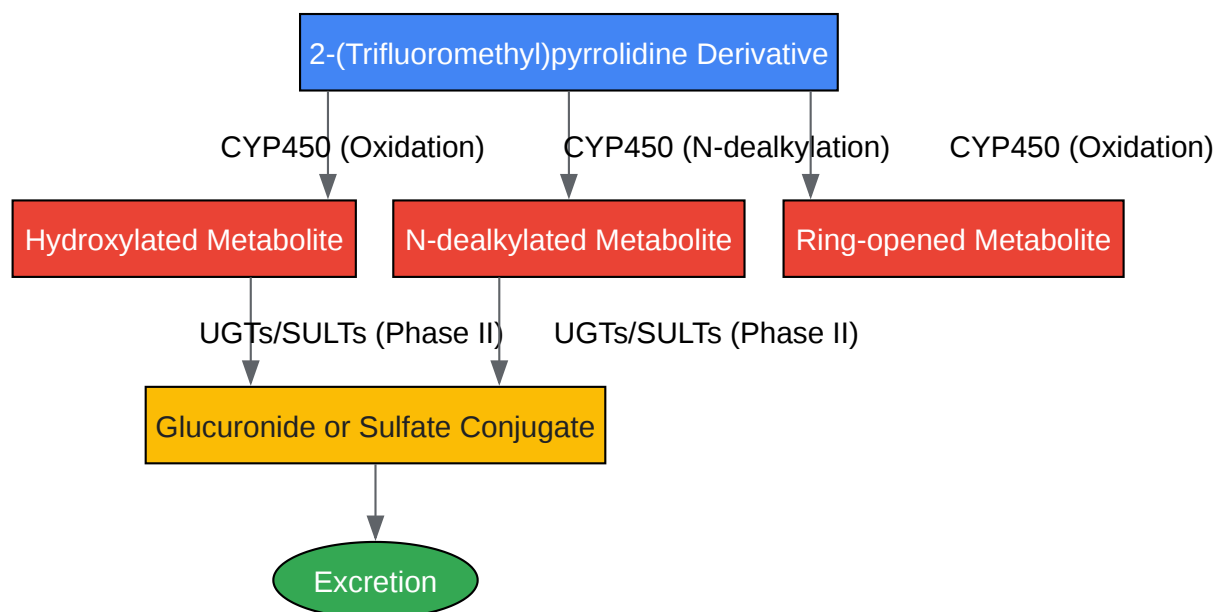 2-(Trifluoromethyl)pyrrolidine Derivative
CYP450 (Oxidation)
CYP450 (N-dealkylation)
CYP450 (Oxidation)
Hydroxylated Metabolite
N-dealkylated Metabolite
Ring-opened Metabolite
UGTs/SULTs (Phase II)
UGTs/SULTs (Phase II)
Glucuronide or Sulfate Conjugate
Excretion